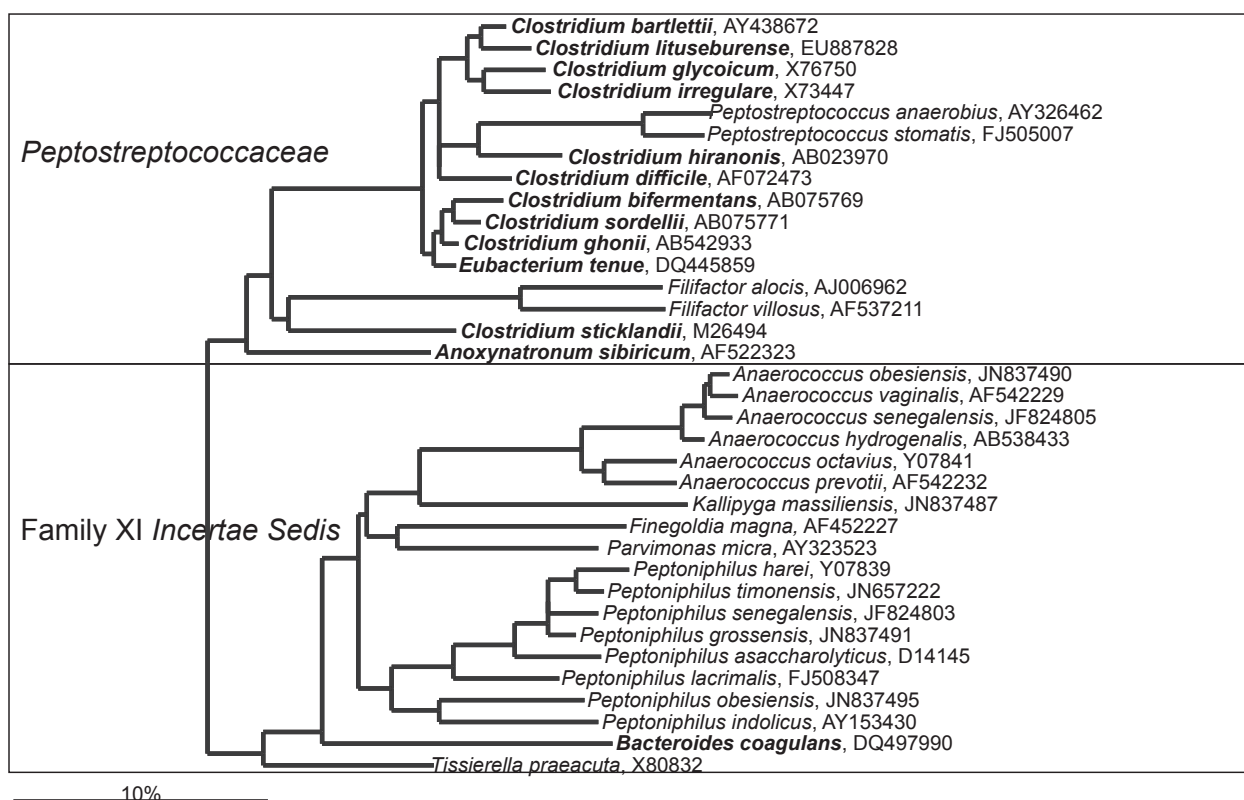 Clostridium bartlettii, AY438672
Clostridium lituseburense, EU887828
Clostridium glycoicum, X76750
Clostridium irregulare, X73447
Peptostreptococcus anaerobius, AY326462
Peptostreptococcus stomatis, FJ505007
Peptostreptococcaceae
Clostridium hiranonis, AB023970
Clostridium difficile, AF072473
Clostridium bifermentans, AB075769
Clostridium sordellii, AB075771
Clostridium ghonii, AB542933
Eubacterium tenue, DQ445859
Filifactor alocis, AJ006962
Filifactor villosus, AF537211
Clostridium sticklandii, M26494
Anoxynatronum sibiricum, AF522323
Anaerococcus obesiensis, JN837490
Anaerococcus vaginalis, AF542229
Anaerococcus senegalensis, JF824805
Anaerococcus hydrogenalis, AB538433
Anaerococcus octavius, Y07841
Anaerococcus prevotii, AF542232
Kallipyga massiliensis, JN837487
Family XI Incertae Sedis
Finegoldia magna, AF452227
Parvimonas micra, AY323523
Peptoniphilus harei, Y07839
Peptoniphilus timonensis, JN657222
Peptoniphilus senegalensis, JF824803
Peptoniphilus grossensis, JN837491
Peptoniphilus asaccharolyticus, D14145
Peptoniphilus lacrimalis, FJ508347
Peptoniphilus obesiensis, JN837495
Peptoniphilus indolicus, AY153430
Bacteroides coagulans, DQ497990
Tissierella praeacuta, X80832
10%